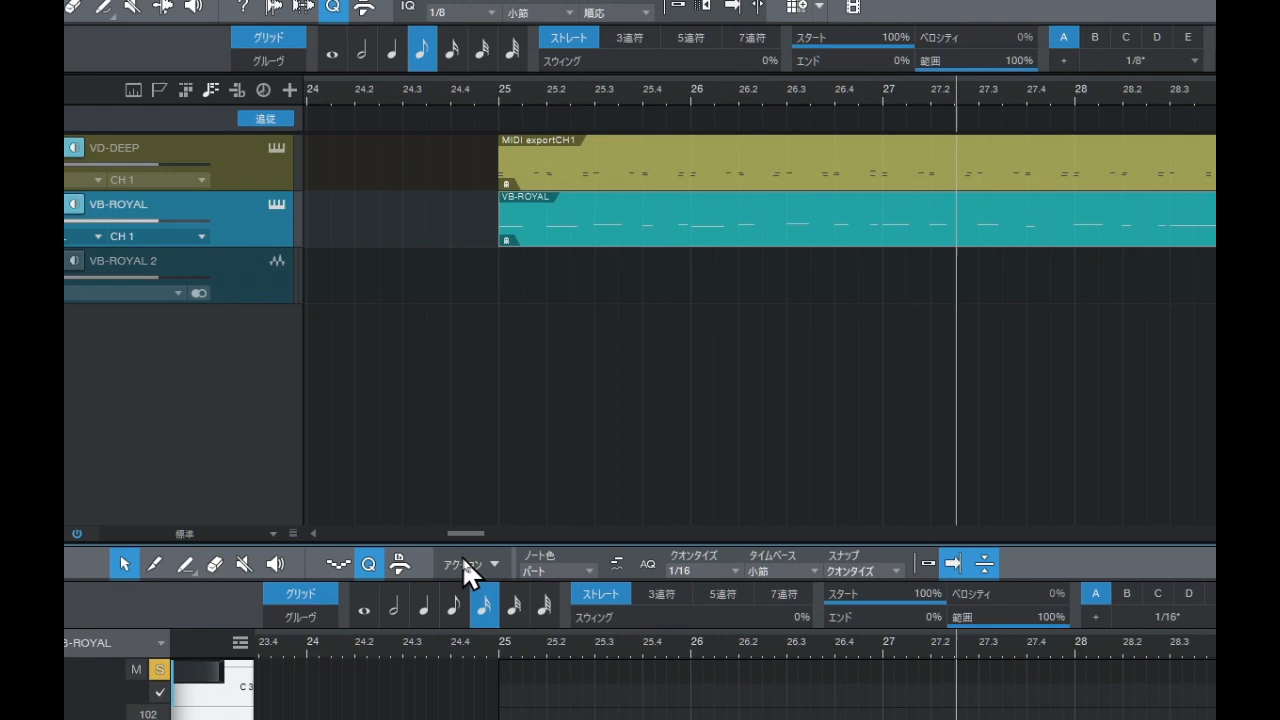 ? Q IQ 1/8 小節 順応
グリッド ストレート 3連符 5連符 7連符 スタート 100% ベロシティ 0% A B C D E
グルーヴ スウィング 0% エンド 0% 範囲 100% + 1/8*
24 24.2 24.3 24.4 25 25.2 25.3 25.4 26 26.2 26.3 26.4 27 27.2 27.3 27.4 28 28.2 28.3
追従
VD-DEEP MIDI exportCH1
CH 1
VB-ROYAL VB-ROYAL
CH 1
VB-ROYAL 2
標準
Q アクション ノート色 パート AQ クオンタイズ 1/16 タイムベース 小節 スナップ クオンタイズ
グリッド ストレート 3連符 5連符 7連符 スタート 100% ベロシティ 0% A B C D
グルーヴ スウィング 0% エンド 0% 範囲 100% + 1/16*
B-ROYAL 23.4 24 24.2 24.3 24.4 25 25.2 25.3 25.4 26 26.2 26.3 26.4 27 27.2 27.3 27.4 28 28.2 28.3
M S
C 3
102